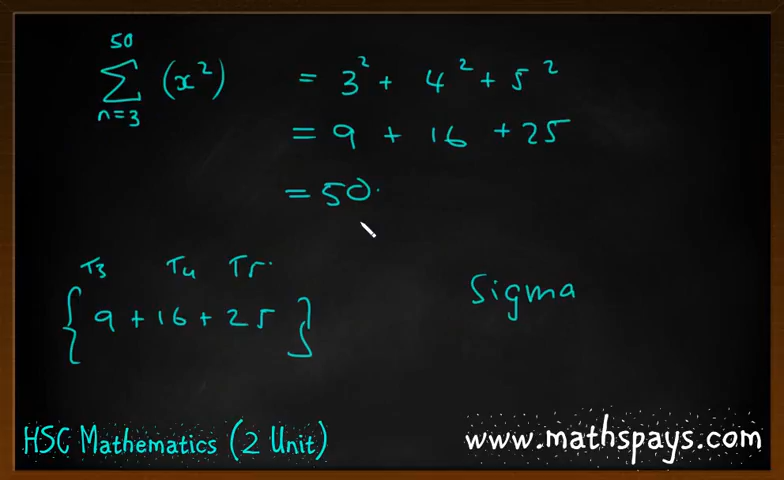 50
∑ (x²) = 3² + 4² + 5²
n=3
= 9 + 16 + 25
= 50.
T3 T4 T5.
{ 9 + 16 + 25 }
Sigma
HSC Mathematics (2 Unit)
www.mathspays.com